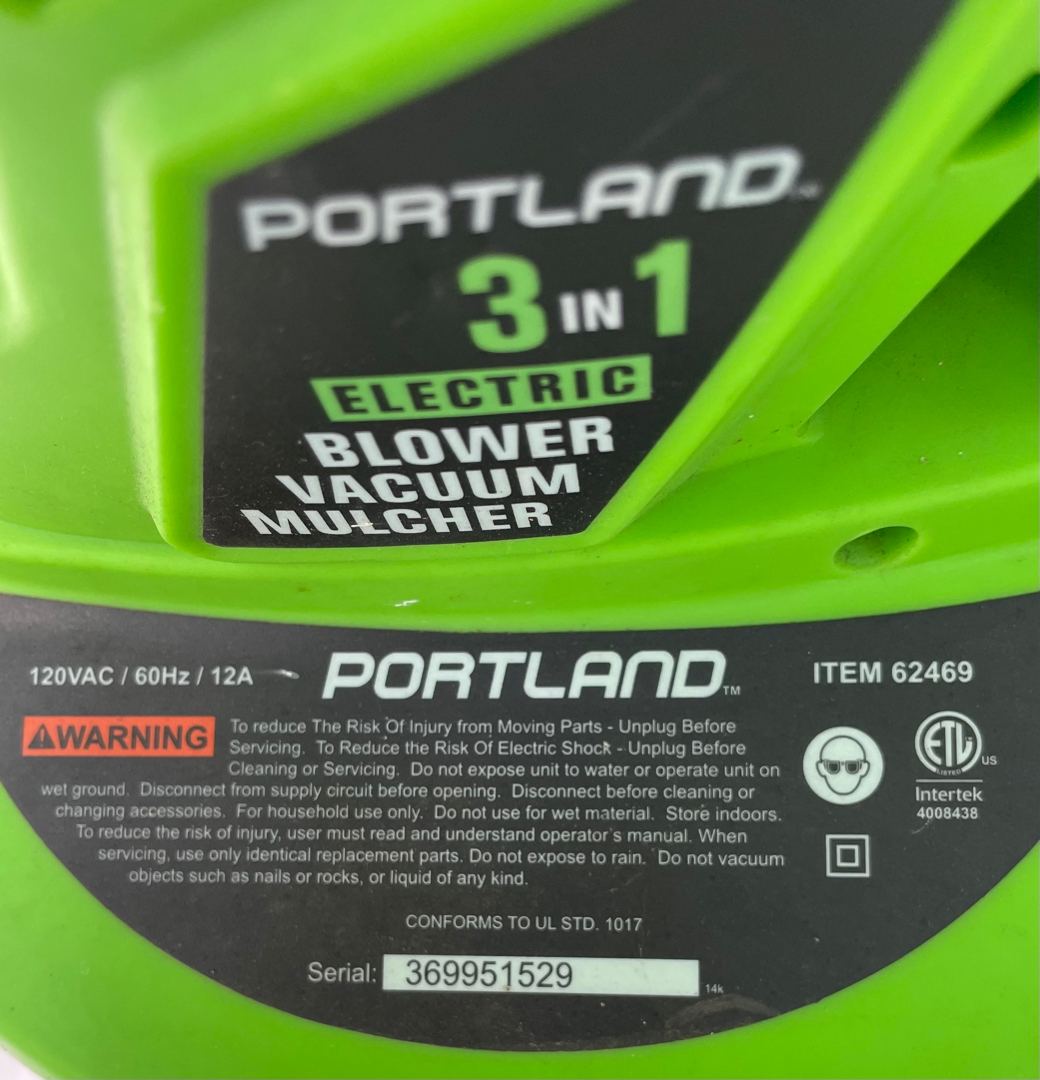 PORTLAND
3 IN 1
ELECTRIC
BLOWER
VACUUM
MULCHER
120VAC / 60Hz / 12A
PORTLAND™
ITEM 62469
WARNING
To reduce The Risk Of Injury from Moving Parts - Unplug Before
Servicing. To Reduce the Risk Of Electric Shock - Unplug Before
Cleaning or Servicing. Do not expose unit to water or operate unit on
wet ground. Disconnect from supply circuit before opening. Disconnect before cleaning or
changing accessories. For household use only. Do not use for wet material. Store indoors.
To reduce the risk of injury, user must read and understand operator's manual. When
servicing, use only identical replacement parts. Do not expose to rain. Do not vacuum
objects such as nails or rocks, or liquid of any kind.
ETL
LISTED
US
Intertek
4008438
CONFORMS TO UL STD. 1017
Serial: 369951529
14k